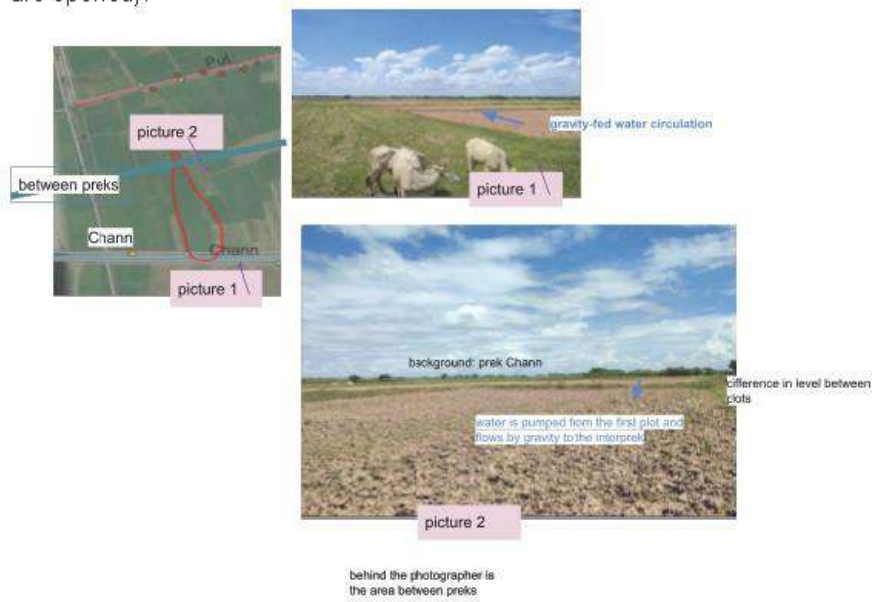 picture 2
between preks
Chann
Chann
picture 1
gravity-fed water circulation
picture 1
background: prek Chann
difference in level between
plots
water is pumped from the first plot and
flows by gravity to the interprek
picture 2
behind the photographer is
the area between preks